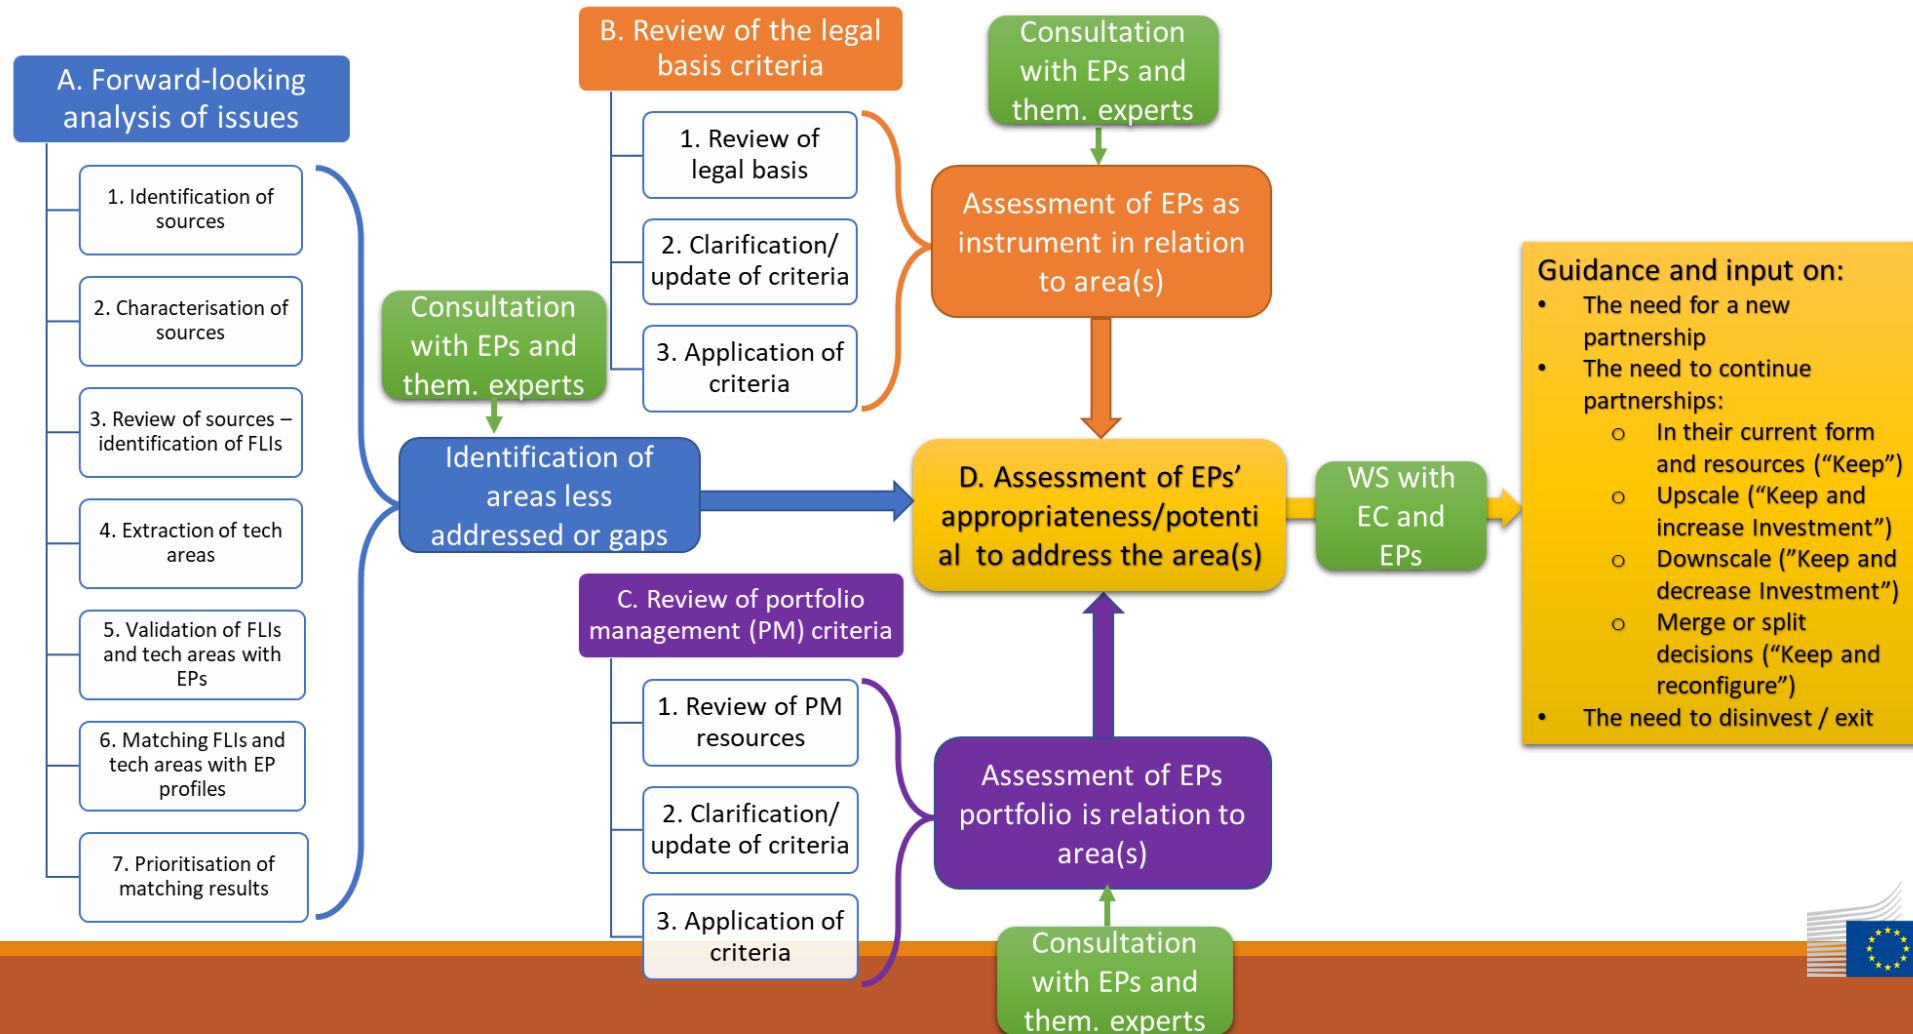 A. Forward-looking
analysis of issues
1. Identification of
sources
2. Characterisation of
sources
3. Review of sources –
identification of FLIs
4. Extraction of tech
areas
5. Validation of FLIs
and tech areas with
EPs
6. Matching FLIs and
tech areas with EP
profiles
7. Prioritisation of
matching results
Consultation
with EPs and
them. experts
Identification of
areas less
addressed or gaps
B. Review of the legal
basis criteria
1. Review of
legal basis
2. Clarification/
update of criteria
3. Application of
criteria
Consultation
with EPs and
them. experts
Assessment of EPs as
instrument in relation
to area(s)
C. Review of portfolio
management (PM) criteria
1. Review of PM
resources
2. Clarification/
update of criteria
3. Application of
criteria
Assessment of EPs
portfolio is relation to
area(s)
Consultation
with EPs and
them. experts
D. Assessment of EPs’
appropriateness/potenti
al to address the area(s)
WS with
EC and
EPs
Guidance and input on:
• The need for a new
partnership
• The need to continue
partnerships:
o In their current form
and resources (“Keep”)
o Upscale (“Keep and
increase Investment”)
o Downscale (”Keep and
decrease Investment”)
o Merge or split
decisions (“Keep and
reconfigure”)
• The need to disinvest / exit